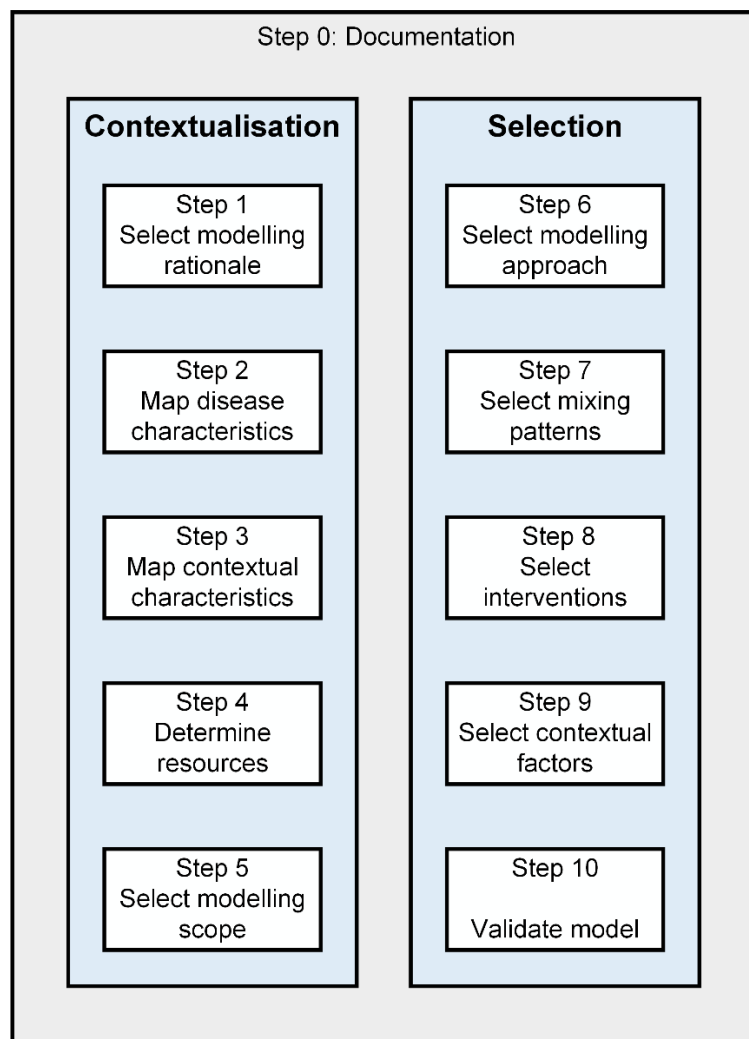 Step 0: Documentation
Contextualisation
Step 1
Select modelling
rationale
Step 2
Map disease
characteristics
Step 3
Map contextual
characteristics
Step 4
Determine
resources
Step 5
Select modelling
scope
Selection
Step 6
Select modelling
approach
Step 7
Select mixing
patterns
Step 8
Select
interventions
Step 9
Select contextual
factors
Step 10
Validate model